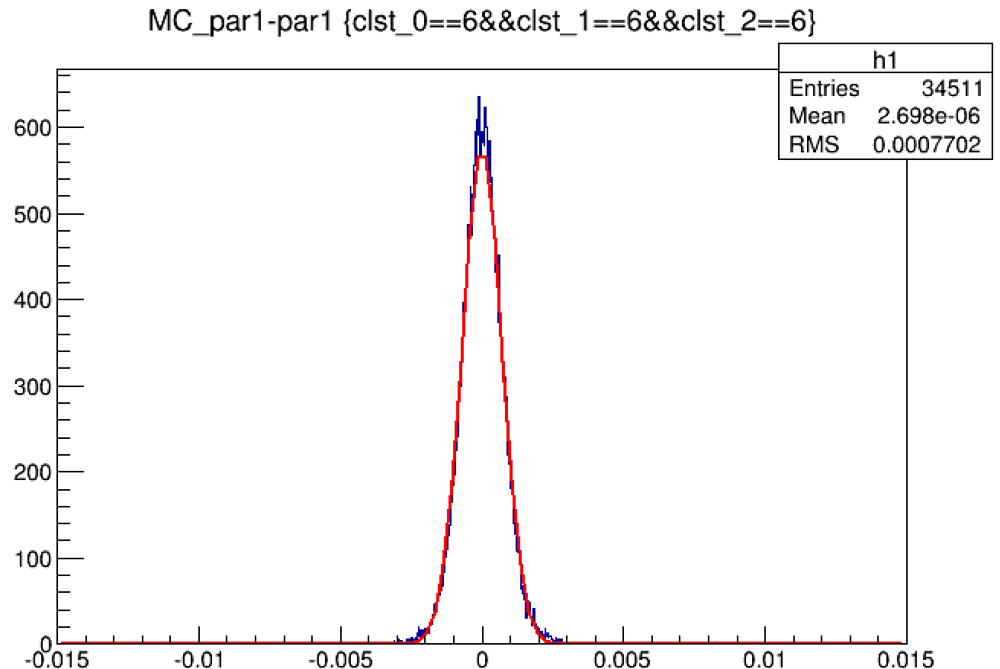 MC_par1-par1 {clst_0==6&&clst_1==6&&clst_2==6}
h1
Entries 34511
Mean 2.698e-06
RMS 0.0007702
600
500
400
300
200
100
0
-0.015 -0.01 -0.005 0 0.005 0.01 0.015